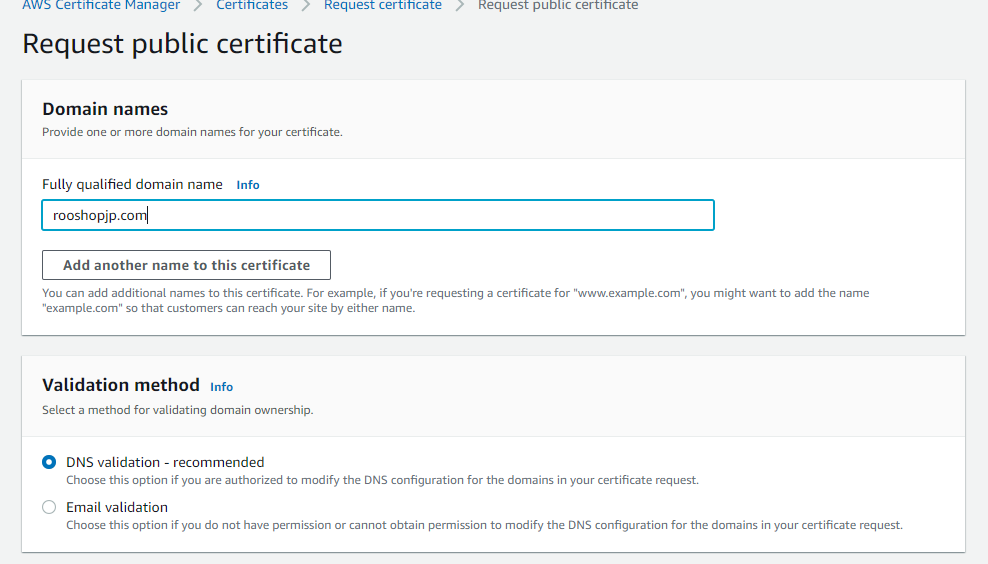 AWS Certificate Manager > Certificates > Request certificate > Request public certificate
Request public certificate
Domain names
Provide one or more domain names for your certificate.
Fully qualified domain name Info
rooshopjp.com
Add another name to this certificate
You can add additional names to this certificate. For example, if you're requesting a certificate for "www.example.com", you might want to add the name
"example.com" so that customers can reach your site by either name.
Validation method Info
Select a method for validating domain ownership.
DNS validation - recommended
Choose this option if you are authorized to modify the DNS configuration for the domains in your certificate request.
Email validation
Choose this option if you do not have permission or cannot obtain permission to modify the DNS configuration for the domains in your certificate request.